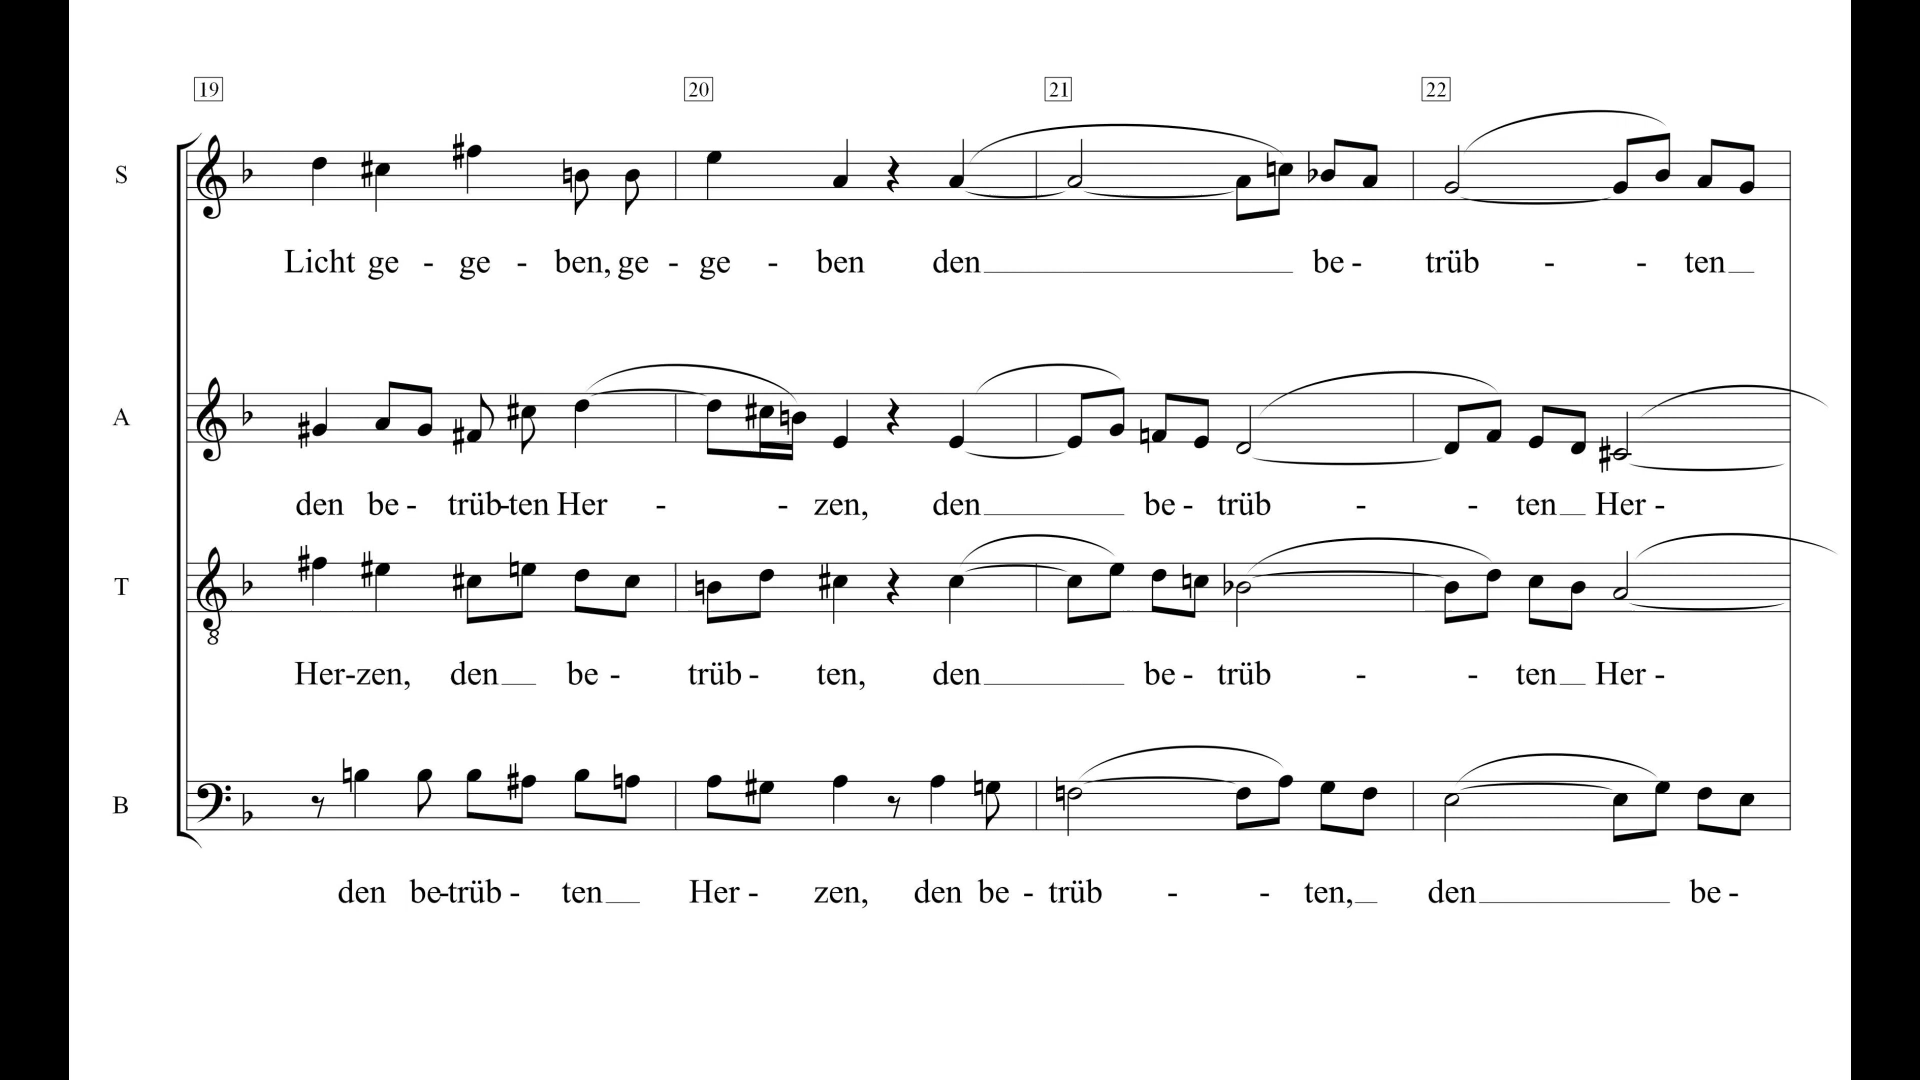 19 20 21 22
S
Licht ge - ge - ben, ge - ge - ben den be - trüb - - ten
A
den be - trüb-ten Her - - zen, den be - trüb - - ten Her -
T
8
Her-zen, den be - trüb - ten, den be - trüb - - ten Her -
B
den be-trüb - ten Her - zen, den be - trüb - - ten, den be -